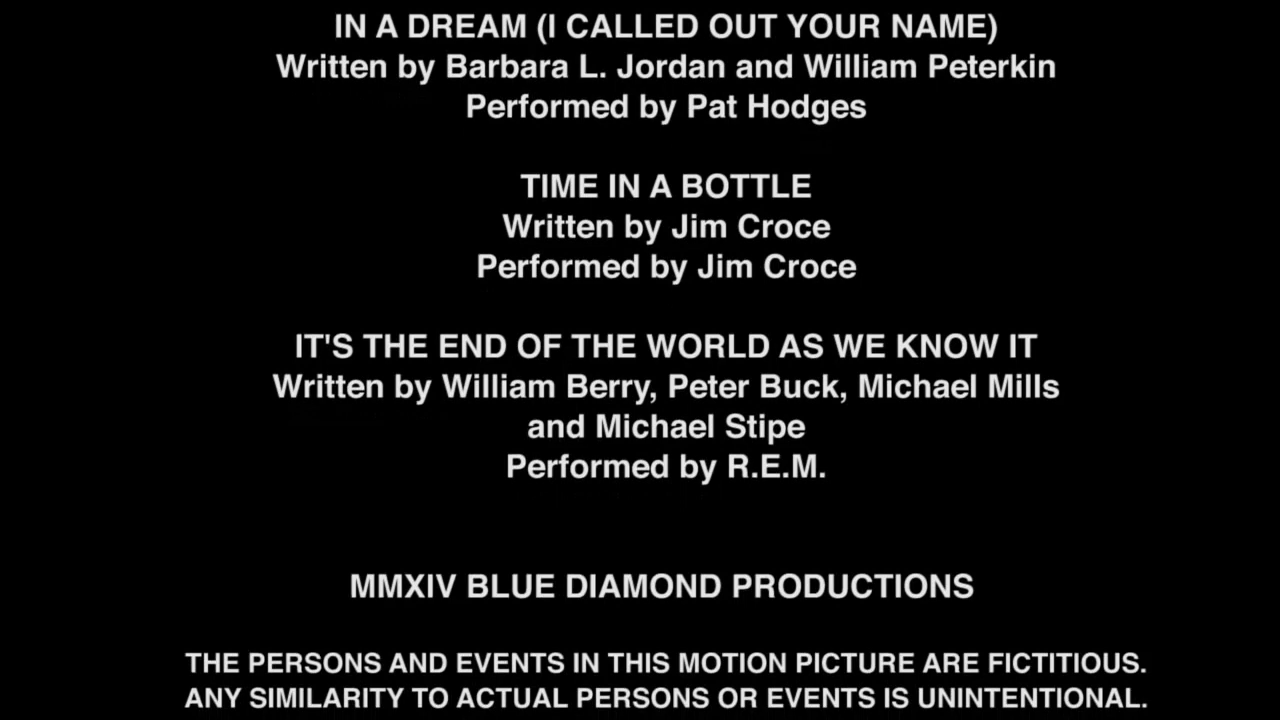 IN A DREAM (I CALLED OUT YOUR NAME)
Written by Barbara L. Jordan and William Peterkin
Performed by Pat Hodges
TIME IN A BOTTLE
Written by Jim Croce
Performed by Jim Croce
IT'S THE END OF THE WORLD AS WE KNOW IT
Written by William Berry, Peter Buck, Michael Mills
and Michael Stipe
Performed by R.E.M.
MMXIV BLUE DIAMOND PRODUCTIONS
THE PERSONS AND EVENTS IN THIS MOTION PICTURE ARE FICTITIOUS.
ANY SIMILARITY TO ACTUAL PERSONS OR EVENTS IS UNINTENTIONAL.